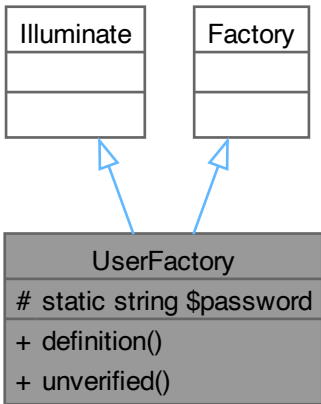 Illuminate
Factory
UserFactory
# static string $password
+ definition()
+ unverified()